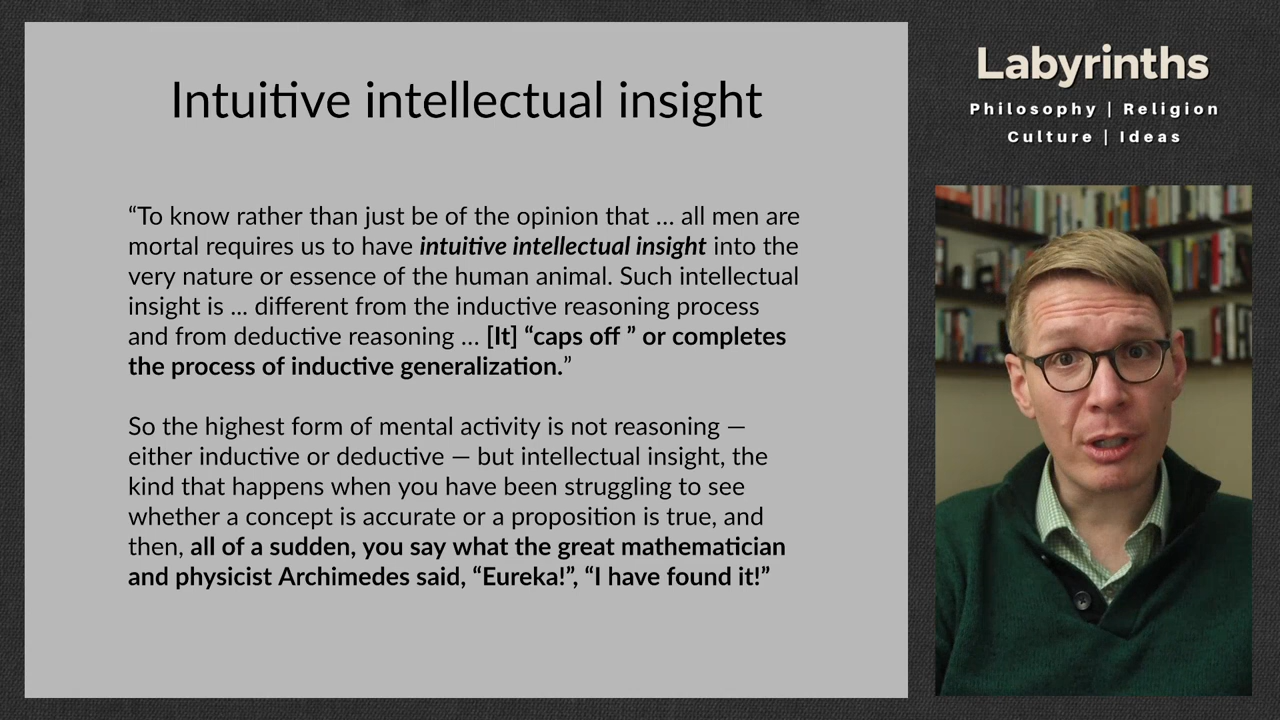 Intuitive intellectual insight
“To know rather than just be of the opinion that ... all men are
mortal requires us to have intuitive intellectual insight into the
very nature or essence of the human animal. Such intellectual
insight is ... different from the inductive reasoning process
and from deductive reasoning ... [It] “caps off ” or completes
the process of inductive generalization.”
So the highest form of mental activity is not reasoning —
either inductive or deductive — but intellectual insight, the
kind that happens when you have been struggling to see
whether a concept is accurate or a proposition is true, and
then, all of a sudden, you say what the great mathematician
and physicist Archimedes said, “Eureka!”, “I have found it!”
Labyrinths
Philosophy | Religion
Culture | Ideas